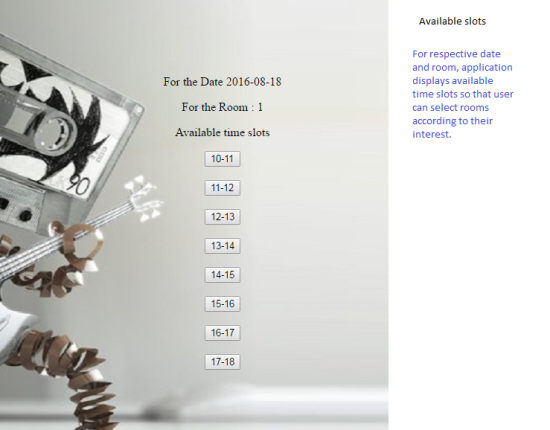 Available slots
For the Date 2016-08-18
For the Room : 1
Available time slots
10-11
11-12
12-13
13-14
14-15
15-16
16-17
17-18
For respective date
and room, application
displays available
time slots so that user
can select rooms
according to their
interest.
90